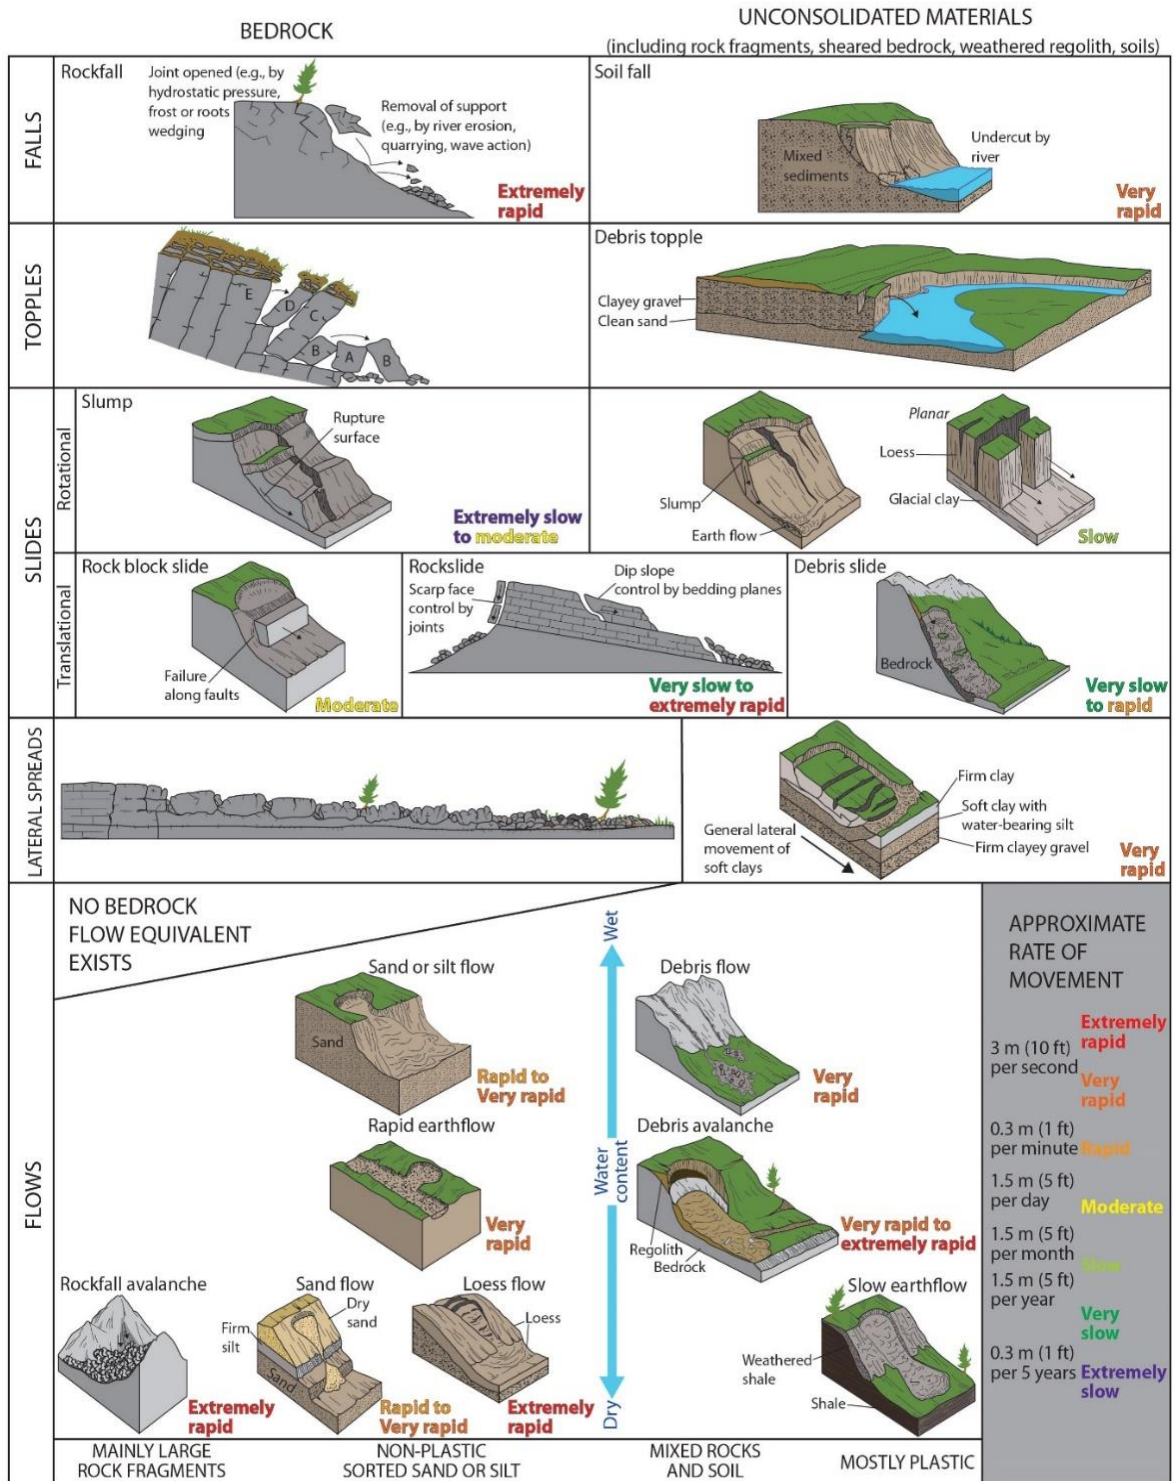 BEDROCK
UNCONSOLIDATED MATERIALS
(including rock fragments, sheared bedrock, weathered regolith, soils)
FALLS
Rockfall
Joint opened (e.g., by
hydrostatic pressure,
frost or roots
wedging
Removal of support
(e.g., by river erosion,
quarrying, wave action)
Extremely
rapid
Soil fall
Mixed
sediments
Undercut by
river
Very
rapid
TOPPLES
E
D
C
B
A
B
Debris topple
Clayey gravel
Clean sand
SLIDES
Rotational
Slump
Rupture
surface
Extremely slow
to moderate
Slump
Earth flow
Planar
Loess
Glacial clay
Slow
Translational
Rock block slide
Failure
along faults
Moderate
Rockslide
Scarp face
control by
joints
Dip slope
control by bedding planes
Very slow to
extremely rapid
Debris slide
Bedrock
Very slow
to rapid
LATERAL SPREADS
General lateral
movement of
soft clays
Firm clay
Soft clay with
water-bearing silt
Firm clayey gravel
Very
rapid
FLOWS
NO BEDROCK
FLOW EQUIVALENT
EXISTS
Sand or silt flow
Sand
Rapid to
Very rapid
Rapid earthflow
Very
rapid
Rockfall avalanche
Extremely
rapid
Sand flow
Dry
sand
Firm
silt
Sand
Rapid to
Very rapid
Loess flow
Loess
Extremely
rapid
Wet
Water
content
Dry
Debris flow
Very
rapid
Debris avalanche
Regolith
Bedrock
Very rapid to
extremely rapid
Slow earthflow
Weathered
shale
Shale
MAINLY LARGE
ROCK FRAGMENTS
NON-PLASTIC
SORTED SAND OR SILT
MIXED ROCKS
AND SOIL
MOSTLY PLASTIC
APPROXIMATE
RATE OF
MOVEMENT
Extremely
rapid
3 m (10 ft)
per second
Very
rapid
0.3 m (1 ft)
per minute
Rapid
1.5 m (5 ft)
per day
Moderate
1.5 m (5 ft)
per month
Slow
1.5 m (5 ft)
per year
Very
slow
0.3 m (1 ft)
per 5 years
Extremely
slow